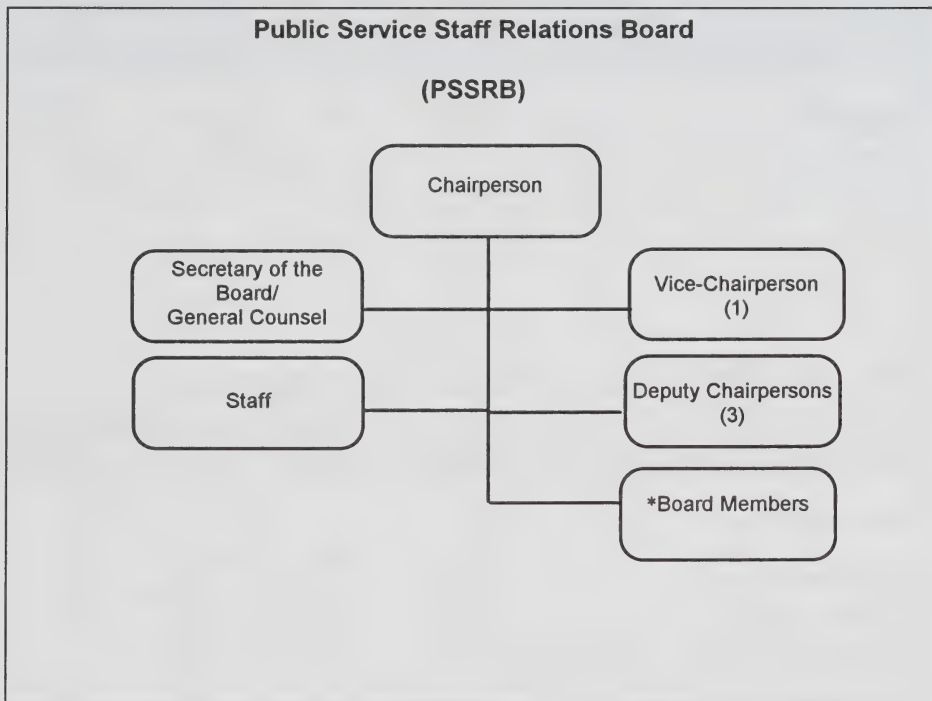 Public Service Staff Relations Board
(PSSRB)
Chairperson
Secretary of the
Board/
General Counsel
Vice-Chairperson
(1)
Staff
Deputy Chairpersons
(3)
*Board Members